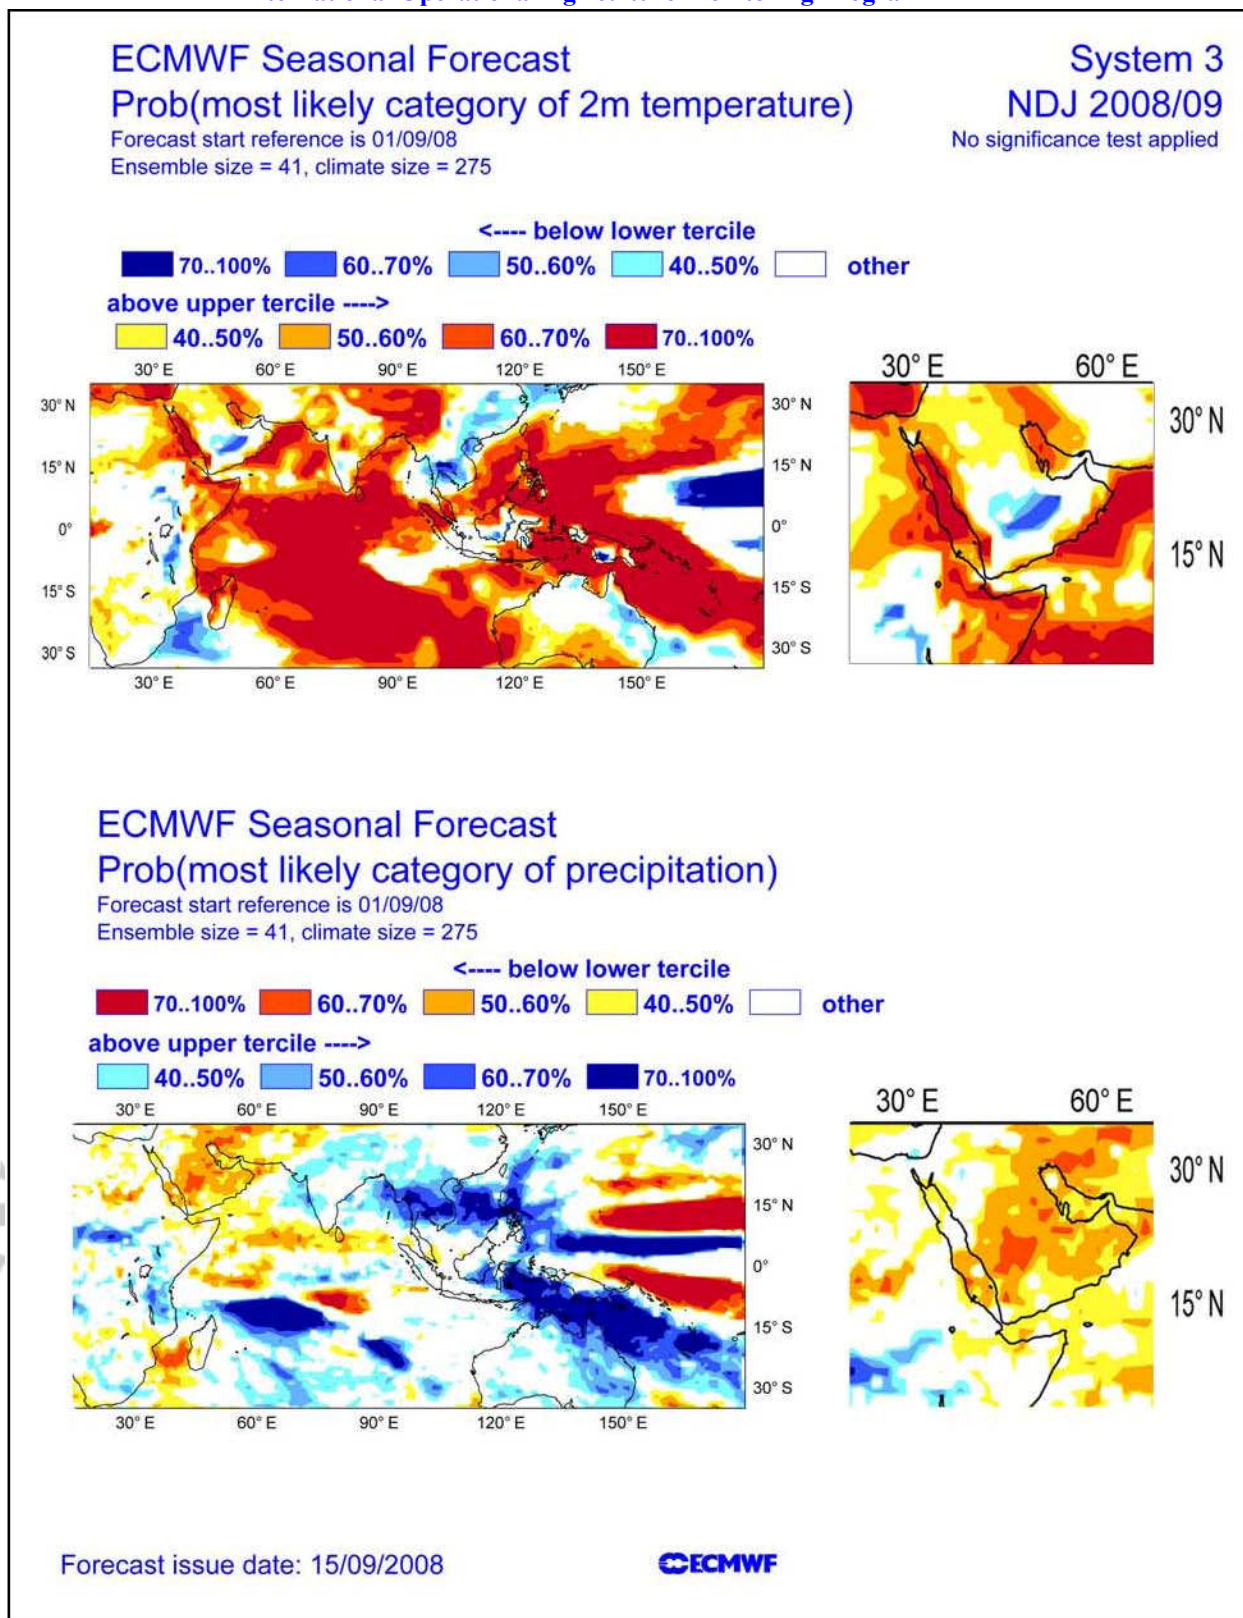 ECMWF Seasonal Forecast
System 3
Prob(most likely category of 2m temperature)
NDJ 2008/09
Forecast start reference is 01/09/08
No significance test applied
Ensemble size = 41, climate size = 275
<---- below lower tercile
70..100% 60..70% 50..60% 40..50% other
above upper tercile ---->
40..50% 50..60% 60..70% 70..100%
30° E 60° E 90° E 120° E 150° E
30° N 30° N
15° N 15° N
0° 0°
15° S 15° S
30° S 30° S
30° E 60° E 90° E 120° E 150° E
30° E 60° E
30° N
15° N
ECMWF Seasonal Forecast
Prob(most likely category of precipitation)
Forecast start reference is 01/09/08
Ensemble size = 41, climate size = 275
<---- below lower tercile
70..100% 60..70% 50..60% 40..50% other
above upper tercile ---->
40..50% 50..60% 60..70% 70..100%
30° E 60° E 90° E 120° E 150° E
30° N
15° N
0°
15° S
30° S
30° E 60° E 90° E 120° E 150° E
30° E 60° E
30° N
15° N
Forecast issue date: 15/09/2008
ECMWF